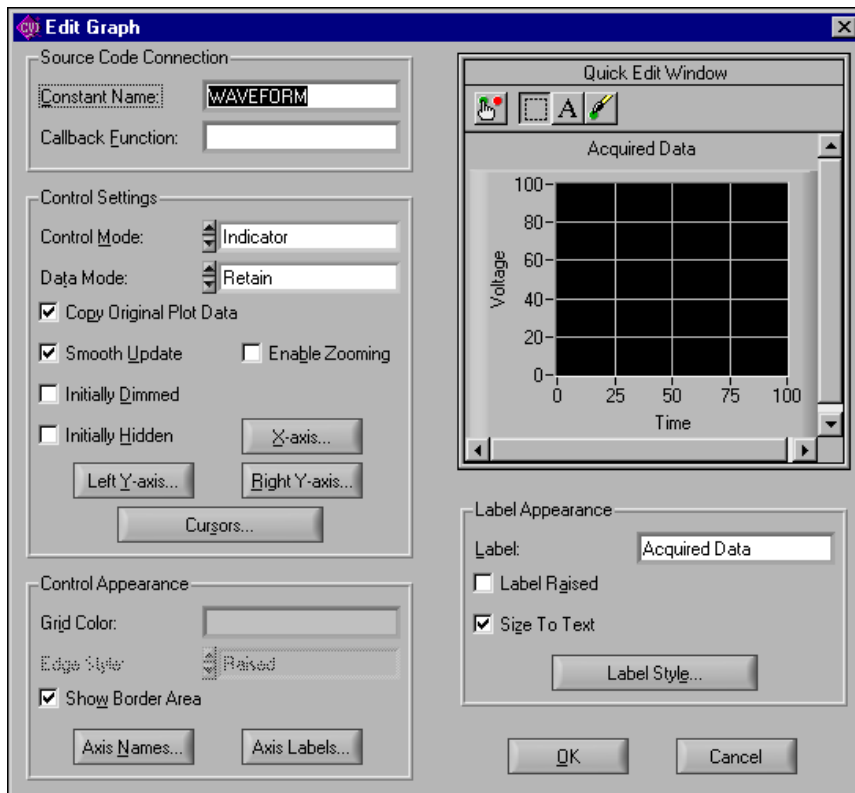 CVI Edit Graph
Source Code Connection
Constant Name: WAVEFORM
Callback Function:
Control Settings
Control Mode: Indicator
Data Mode: Retain
Copy Original Plot Data
Smooth Update Enable Zooming
Initially Dimmed
Initially Hidden X-axis...
Left Y-axis... Right Y-axis...
Cursors...
Control Appearance
Grid Color:
Edge Style: Raised
Show Border Area
Axis Names... Axis Labels...
Quick Edit Window
A
Acquired Data
100
80
60
40
20
0
Voltage
0 25 50 75 100
Time
Label Appearance
Label: Acquired Data
Label Raised
Size To Text
Label Style...
OK Cancel